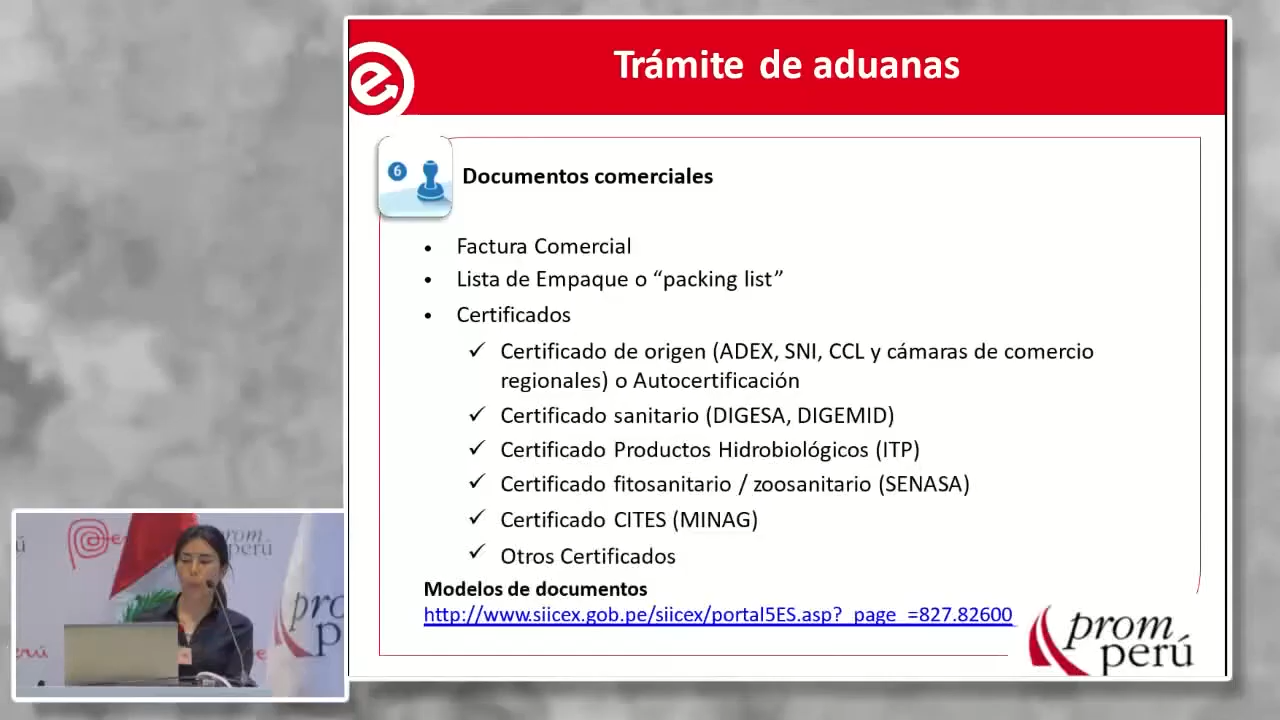 Trámite de aduanas
6
Documentos comerciales
• Factura Comercial
• Lista de Empaque o “packing list”
• Certificados
✓ Certificado de origen (ADEX, SNI, CCL y cámaras de comercio
regionales) o Autocertificación
✓ Certificado sanitario (DIGESA, DIGEMID)
✓ Certificado Productos Hidrobiológicos (ITP)
✓ Certificado fitosanitario / zoosanitario (SENASA)
✓ Certificado CITES (MINAG)
✓ Otros Certificados
Modelos de documentos
http://www.siicex.gob.pe/siicex/portal5ES.asp?_page_=827.82600
prom
perú
prom
perú